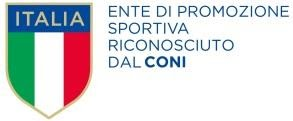 ITALIA
ENTE DI PROMOZIONE
SPORTIVA
RICONOSCIUTO
DAL CONI